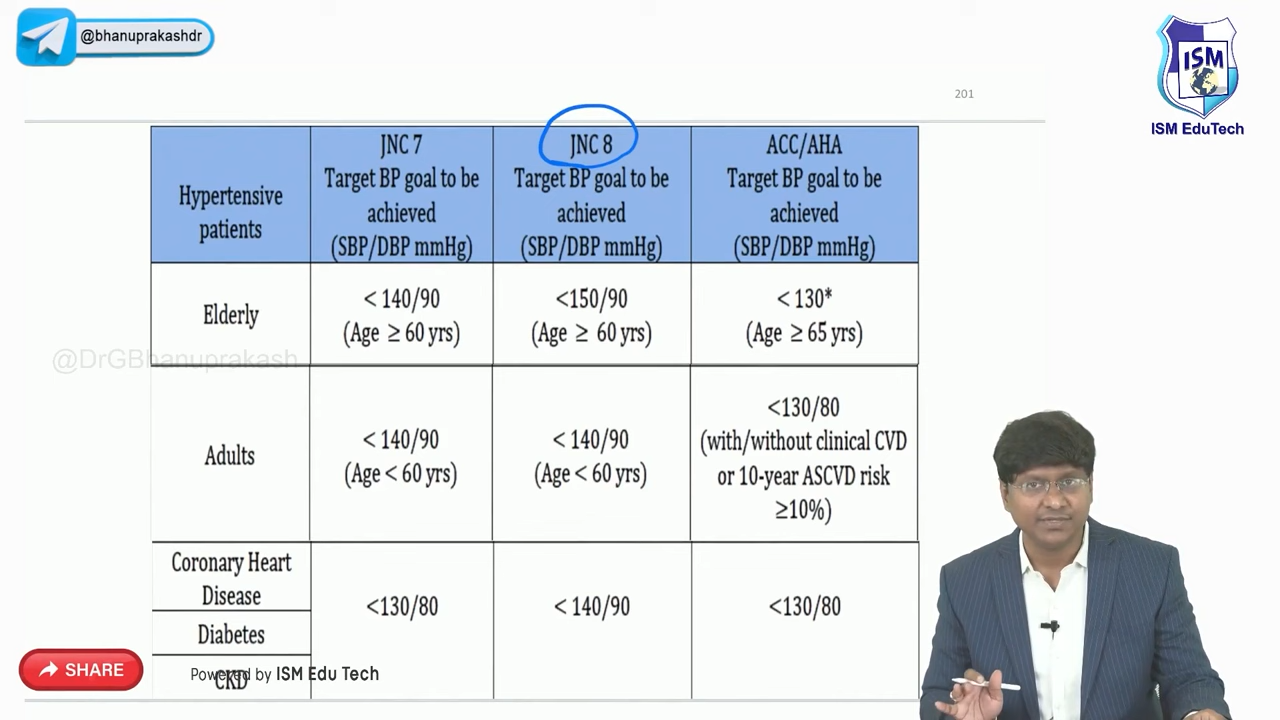 @bhanuprakashdr
ISM
ISM EduTech
201
Hypertensive
patients
JNC 7
Target BP goal to be
achieved
(SBP/DBP mmHg)
JNC 8
Target BP goal to be
achieved
(SBP/DBP mmHg)
ACC/AHA
Target BP goal to be
achieved
(SBP/DBP mmHg)
Elderly
< 140/90
(Age ≥ 60 yrs)
<150/90
(Age ≥ 60 yrs)
< 130*
(Age ≥ 65 yrs)
@DrGBhanuprakash
Adults
< 140/90
(Age < 60 yrs)
< 140/90
(Age < 60 yrs)
<130/80
(with/without clinical CVD
or 10-year ASCVD risk
≥10%)
Coronary Heart
Disease
Diabetes
CKD
<130/80
< 140/90
<130/80
SHARE
Powered by ISM Edu Tech